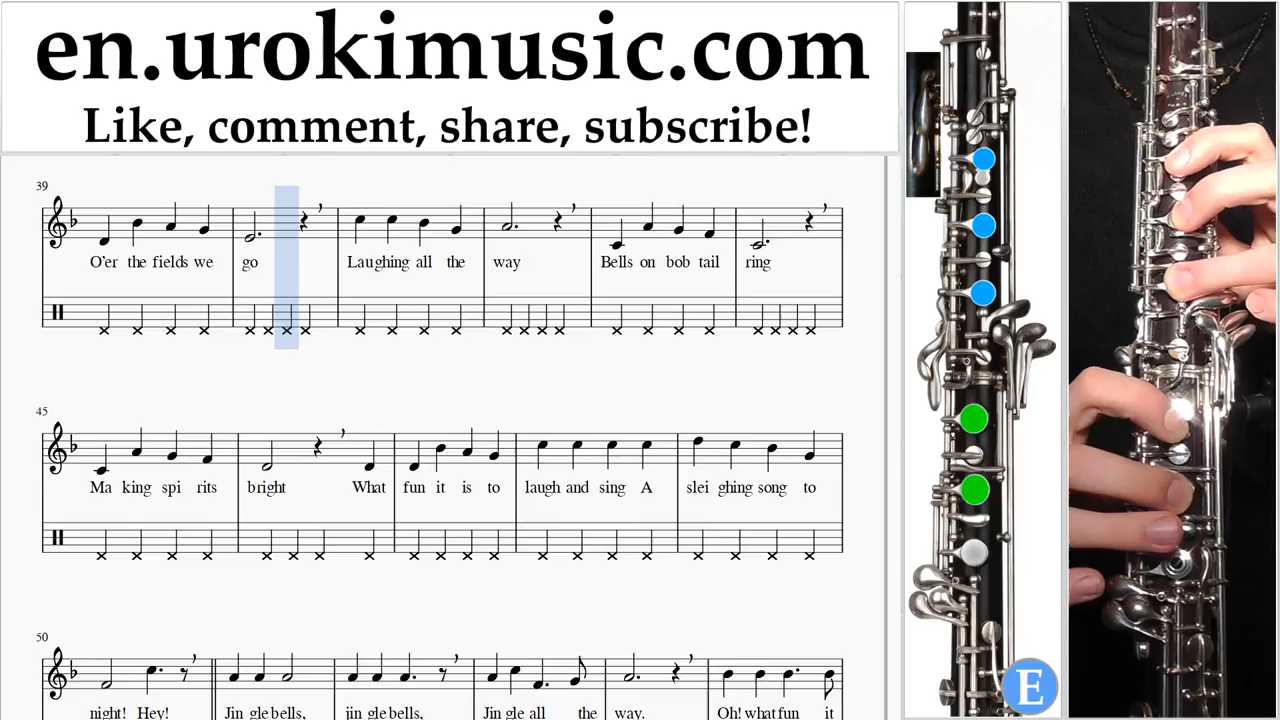 en.urokimusic.com
Like, comment, share, subscribe!
39
O'er the fields we go Laughing all the way Bells on bob tail ring
45
Ma king spi rits bright What fun it is to laugh and sing A slei ghing song to
50
night! Hey! Jin gle bells, jin gle bells, Jin gle all the way. Oh! what fun it
E